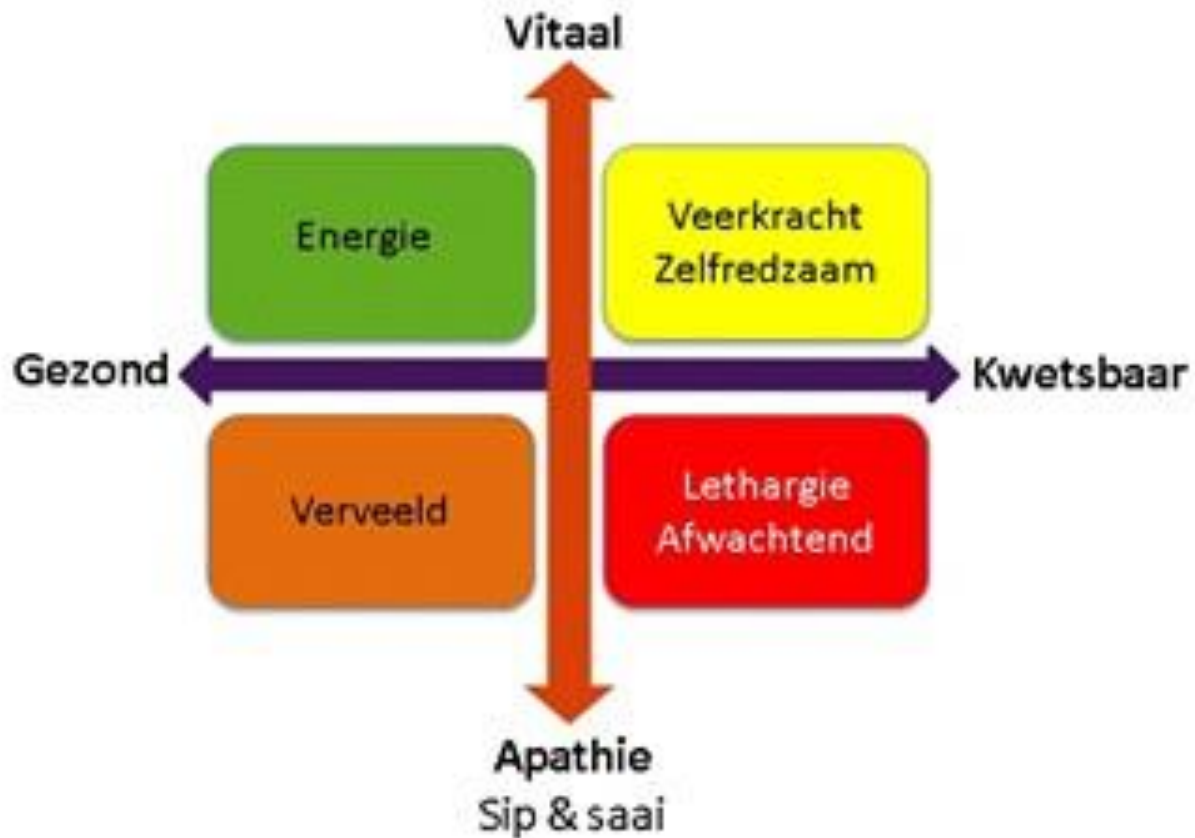 Vitaal
Energie
Veerkracht
Zelfredzaam
Gezond
Kwetsbaar
Verveeld
Lethargie
Afwachtend
Apathie
Sip & saai